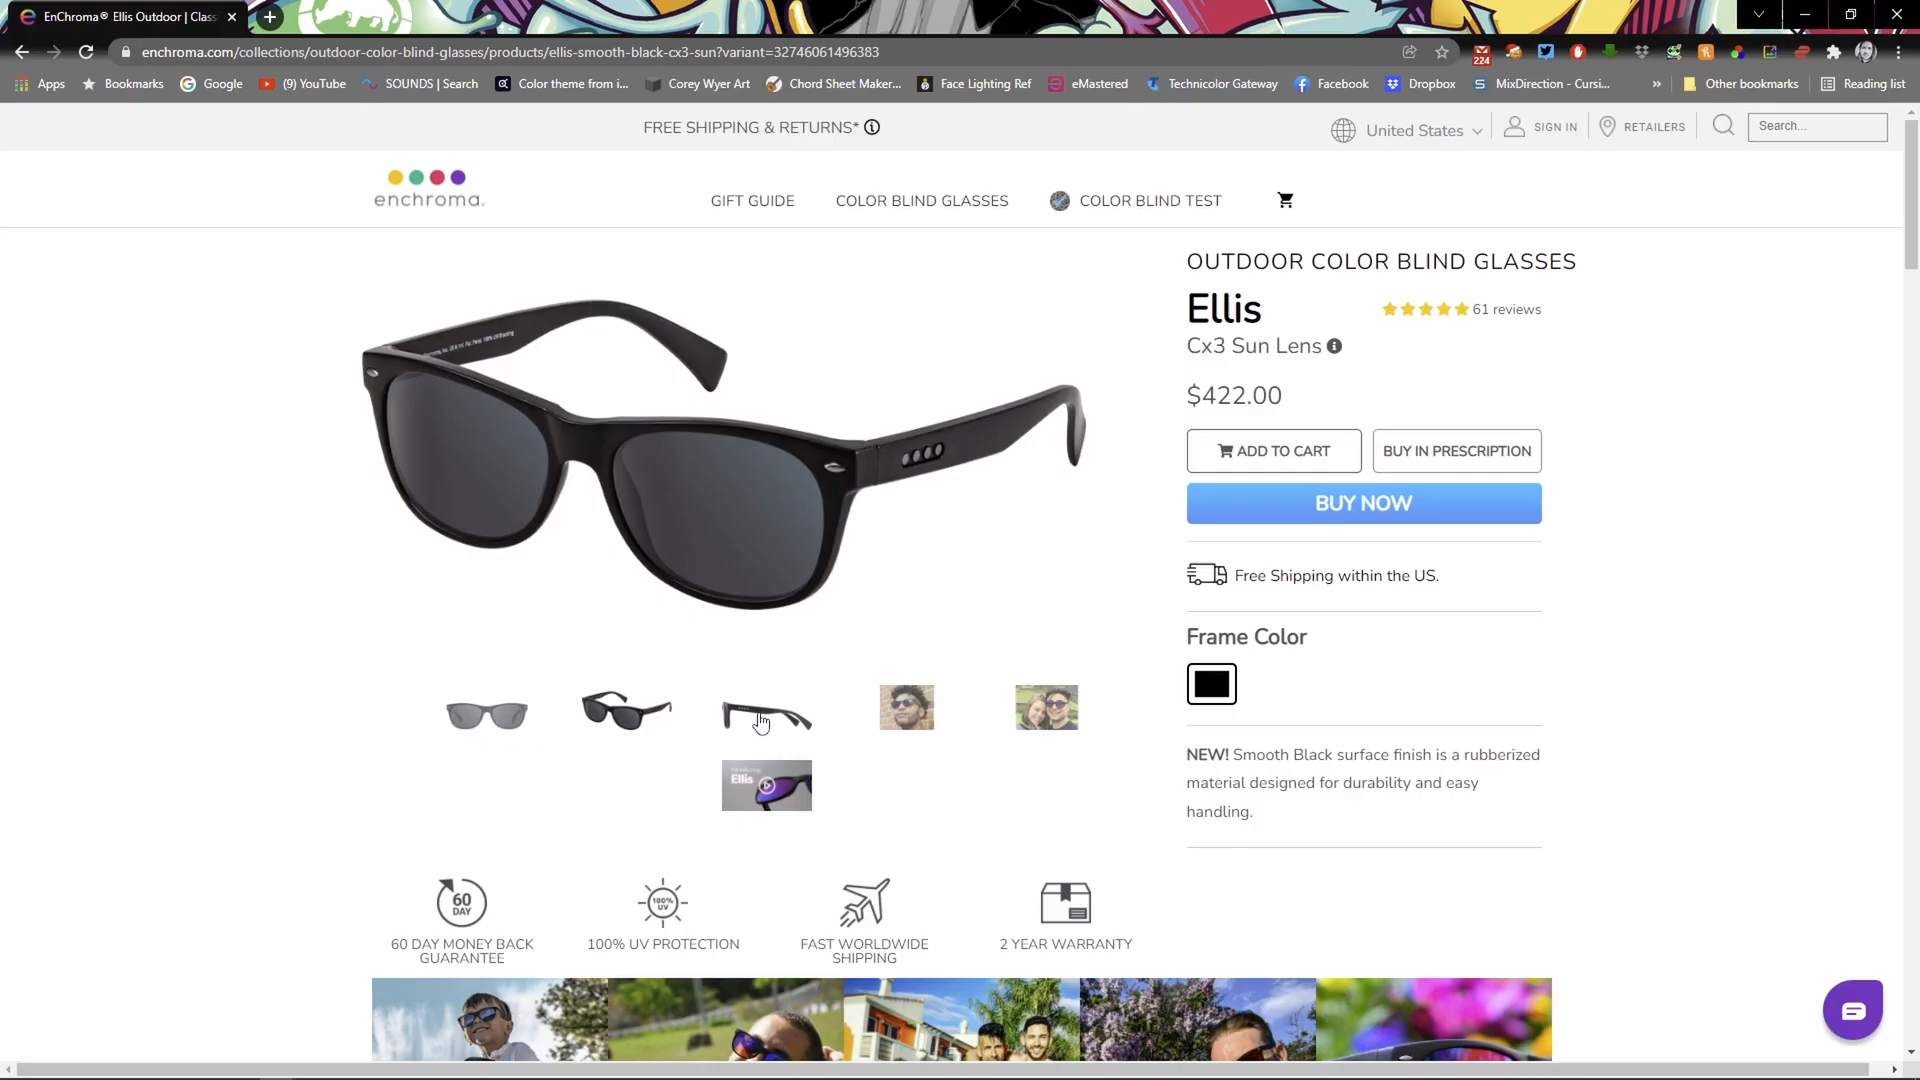 EnChroma® Ellis Outdoor | Class
enchroma.com/collections/outdoor-color-blind-glasses/products/ellis-smooth-black-cx3-sun?variant=32746061496383
224
Apps Bookmarks Google (9) YouTube SOUNDS | Search Color theme from i... Corey Wyer Art Chord Sheet Maker... Face Lighting Ref eMastered Technicolor Gateway Facebook Dropbox MixDirection - Cursi... » Other bookmarks Reading list
FREE SHIPPING & RETURNS*
United States
SIGN IN
RETAILERS
Search...
enchroma.
GIFT GUIDE
COLOR BLIND GLASSES
COLOR BLIND TEST
OUTDOOR COLOR BLIND GLASSES
Ellis
61 reviews
Cx3 Sun Lens
$422.00
ADD TO CART
BUY IN PRESCRIPTION
BUY NOW
Free Shipping within the US.
Frame Color
NEW! Smooth Black surface finish is a rubberized
material designed for durability and easy
handling.
Ellis
60
DAY
100%
UV
60 DAY MONEY BACK
GUARANTEE
100% UV PROTECTION
FAST WORLDWIDE
SHIPPING
2 YEAR WARRANTY